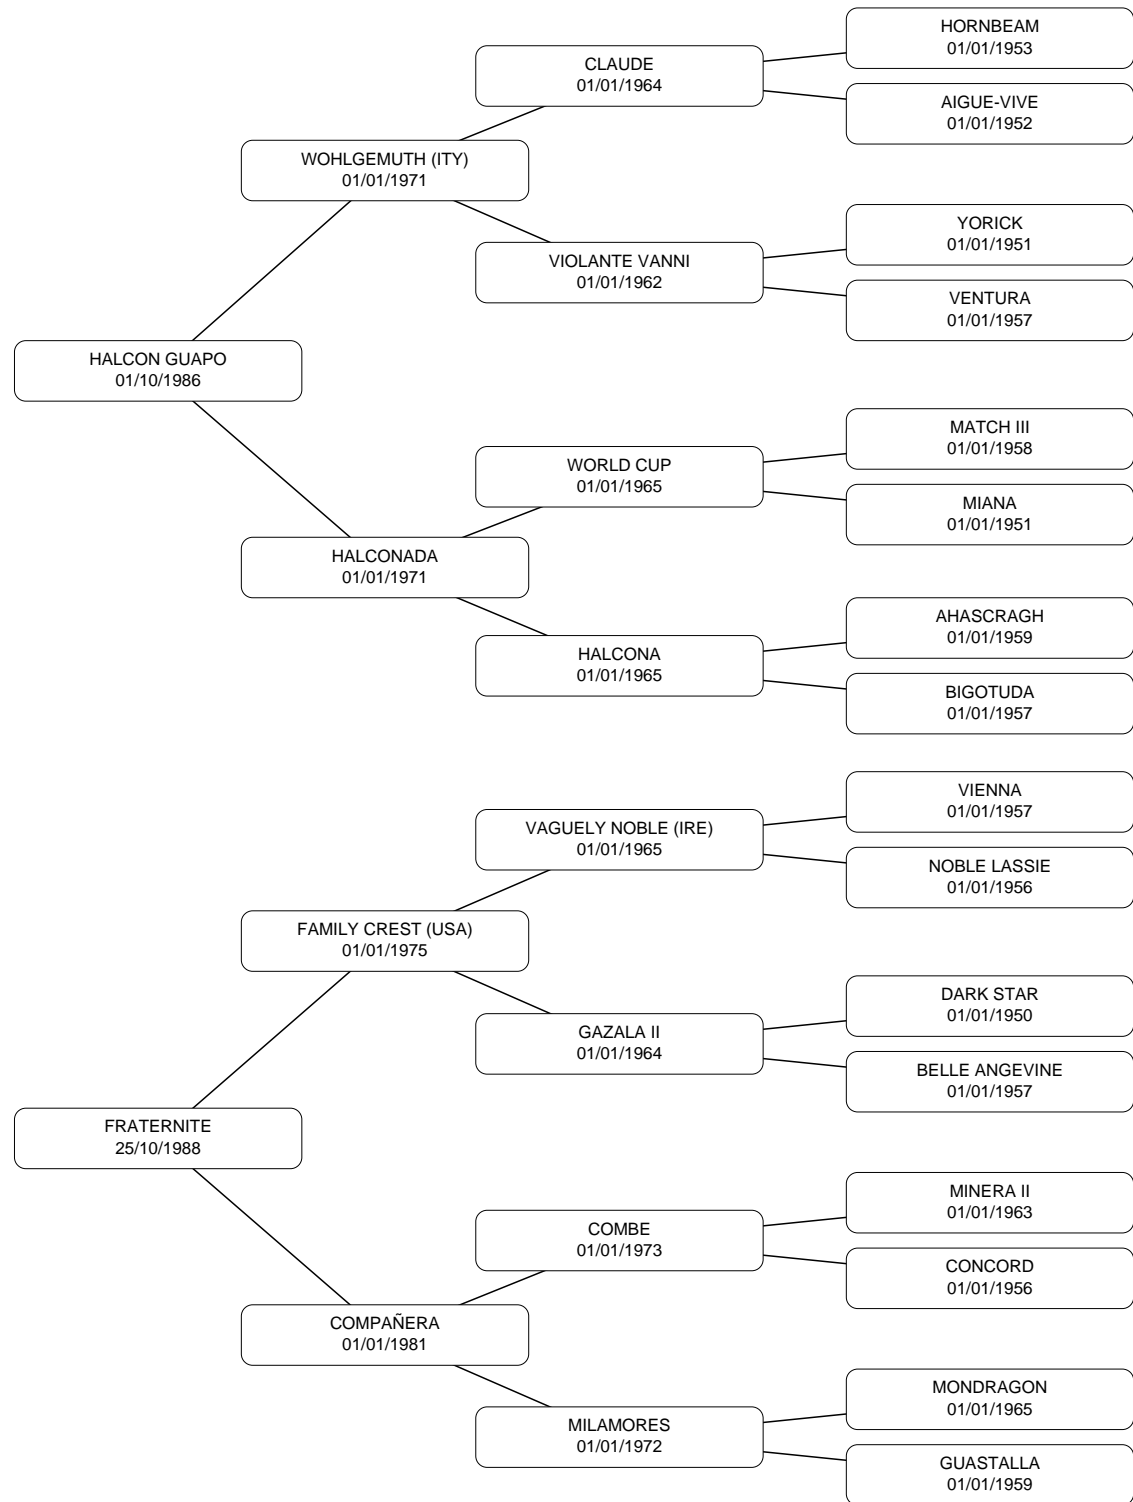 HORNBEAM
01/01/1953
CLAUDE
01/01/1964
AIGUE-VIVE
01/01/1952
WOHLGEMUTH (ITY)
01/01/1971
YORICK
01/01/1951
VIOLANTE VANNI
01/01/1962
VENTURA
01/01/1957
HALCON GUAPO
01/10/1986
MATCH III
01/01/1958
WORLD CUP
01/01/1965
MIANA
01/01/1951
HALCONADA
01/01/1971
AHASCRAGH
01/01/1959
HALCONA
01/01/1965
BIGOTUDA
01/01/1957
VIENNA
01/01/1957
VAGUELY NOBLE (IRE)
01/01/1965
NOBLE LASSIE
01/01/1956
FAMILY CREST (USA)
01/01/1975
DARK STAR
01/01/1950
GAZALA II
01/01/1964
BELLE ANGEVINE
01/01/1957
FRATERNITE
25/10/1988
MINERA II
01/01/1963
COMBE
01/01/1973
CONCORD
01/01/1956
COMPAÑERA
01/01/1981
MONDRAGON
01/01/1965
MILAMORES
01/01/1972
GUASTALLA
01/01/1959